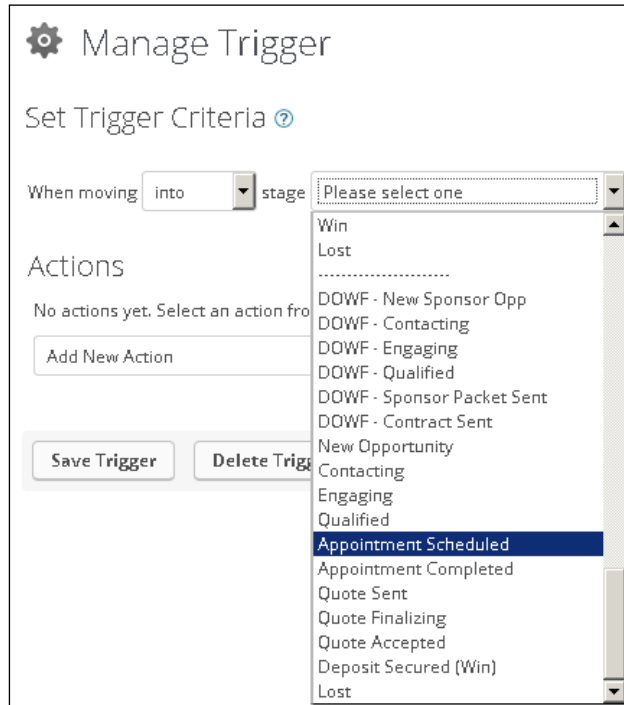 Manage Trigger
Set Trigger Criteria ?
When moving into stage Please select one
Win
Lost
----------------------
DOWF - New Sponsor Opp
DOWF - Contacting
DOWF - Engaging
DOWF - Qualified
DOWF - Sponsor Packet Sent
DOWF - Contract Sent
New Opportunity
Contacting
Engaging
Qualified
Appointment Scheduled
Appointment Completed
Quote Sent
Quote Finalizing
Quote Accepted
Deposit Secured (Win)
Lost
Actions
No actions yet. Select an action fro
Add New Action
Save Trigger
Delete Trigg